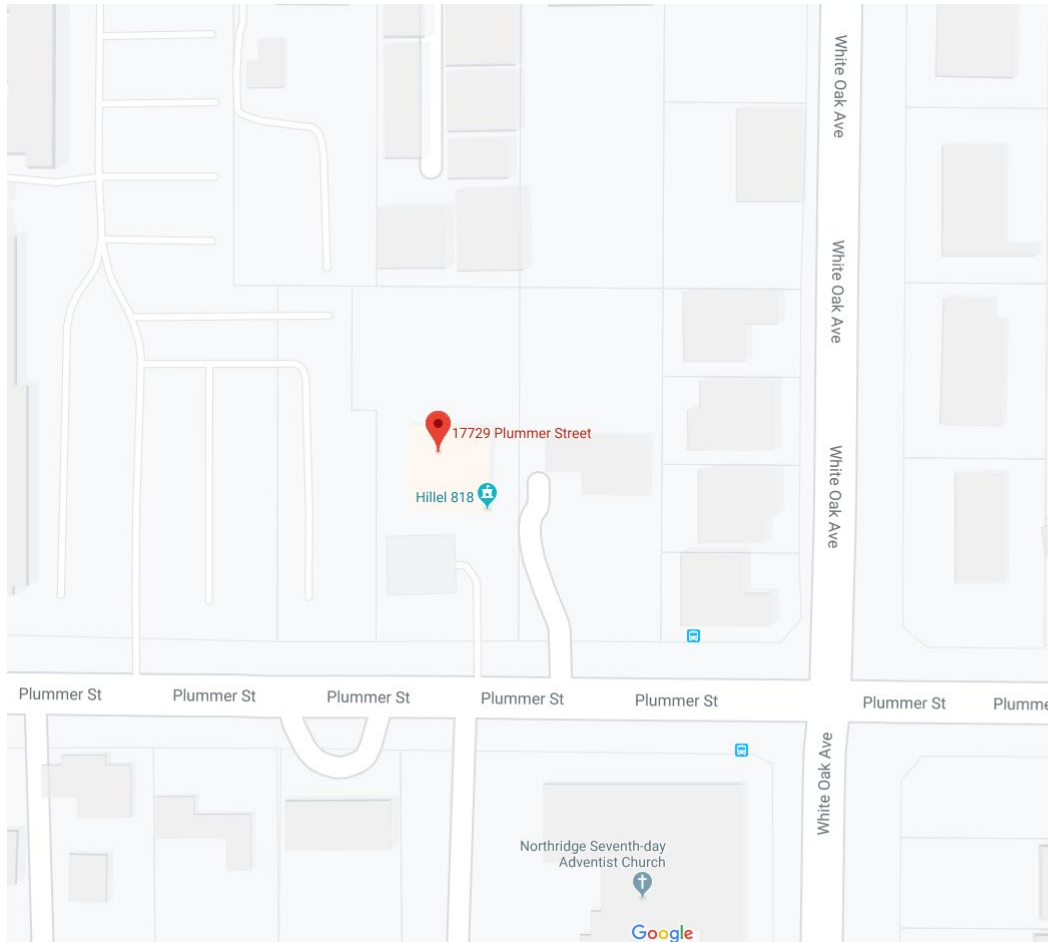 White Oak Ave
White Oak Ave
17729 Plummer Street
White Oak Ave
Hillel 818
Plummer St
Plummer St
Plummer St
Plummer St
Plummer St
Plummer St
Plumme
White Oak Ave
Northridge Seventh-day
Adventist Church
Google